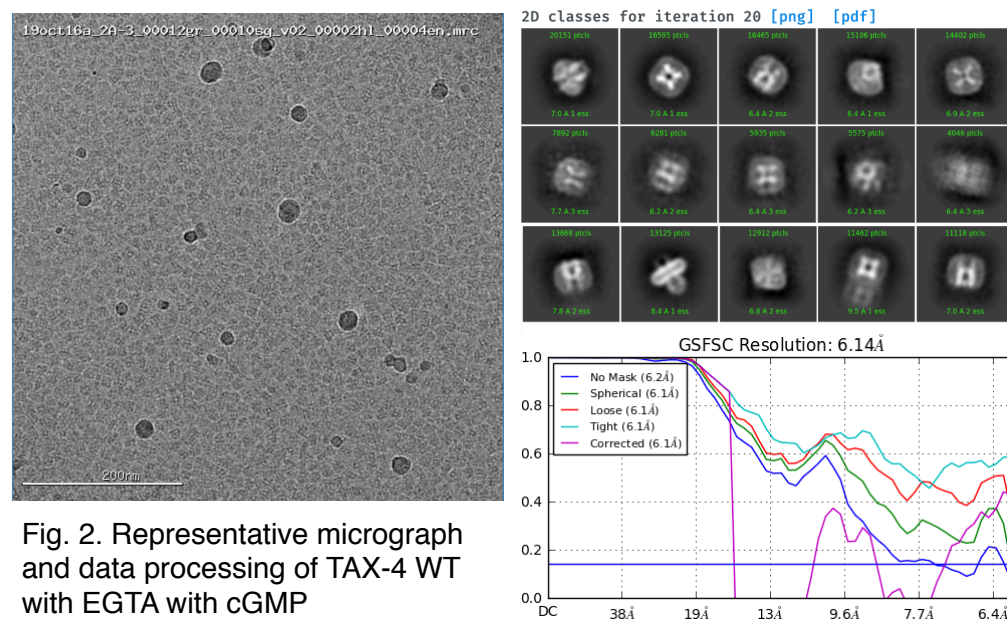 19oct16a_2A-3_00012gr_00010sq_v02_00002hl_00004en.mrc
200nm
Fig. 2. Representative micrograph
and data processing of TAX-4 WT
with EGTA with cGMP
2D classes for iteration 20 [png] [pdf]
20151 ptcls 16595 ptcls 16465 ptcls 15106 ptcls 14402 ptcls
7.0 A 1 ess 7.0 A 1 ess 6.4 A 2 ess 6.4 A 1 ess 6.9 A 2 ess
7892 ptcls 6281 ptcls 5935 ptcls 5575 ptcls 4046 ptcls
7.7 A 3 ess 6.2 A 2 ess 6.4 A 3 ess 6.2 A 3 ess 6.4 A 3 ess
13868 ptcls 13125 ptcls 12912 ptcls 11462 ptcls 11118 ptcls
7.8 A 2 ess 8.4 A 1 ess 6.8 A 2 ess 9.5 A 1 ess 7.0 A 2 ess
GSFSC Resolution: 6.14Å
1.0
0.8
0.6
0.4
0.2
0.0
No Mask (6.2Å)
Spherical (6.1Å)
Loose (6.1Å)
Tight (6.1Å)
Corrected (6.1Å)
DC 38Å 19Å 13Å 9.6Å 7.7Å 6.4Å